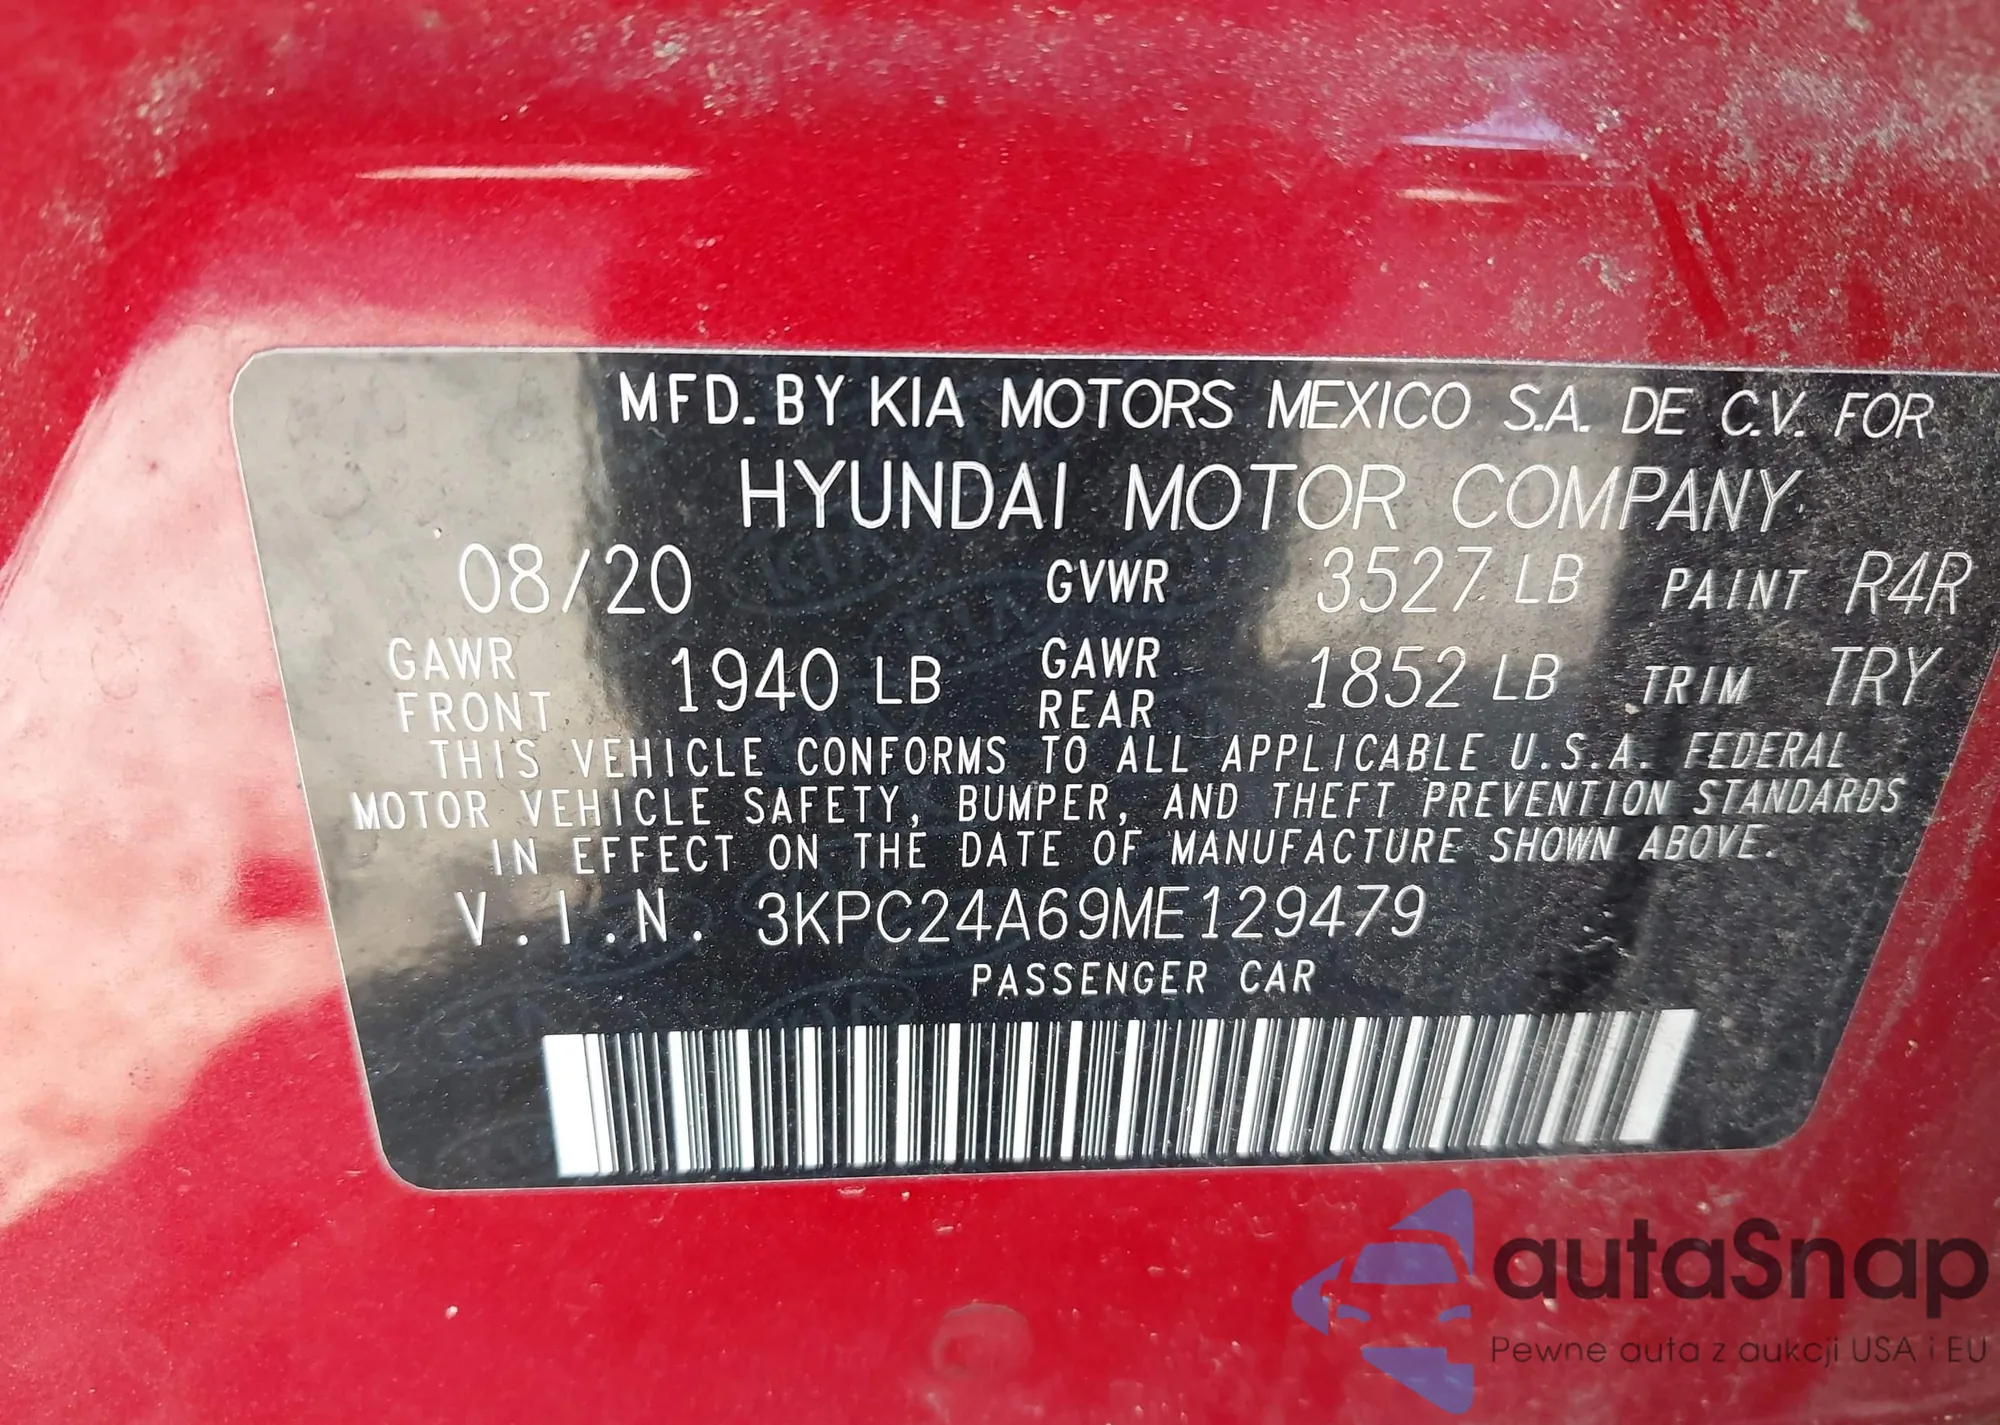 MFD. BY KIA MOTORS MEXICO S.A. DE C.V. FOR
HYUNDAI MOTOR COMPANY
08/20 GVWR 3527 LB PAINT R4R
GAWR FRONT 1940 LB GAWR REAR 1852 LB TRIM TRY
THIS VEHICLE CONFORMS TO ALL APPLICABLE U.S.A. FEDERAL
MOTOR VEHICLE SAFETY, BUMPER, AND THEFT PREVENTION STANDARDS
IN EFFECT ON THE DATE OF MANUFACTURE SHOWN ABOVE.
V.I.N. 3KPC24A69ME129479
PASSENGER CAR
autaSnap
Pewne auta z aukcji USA i EU